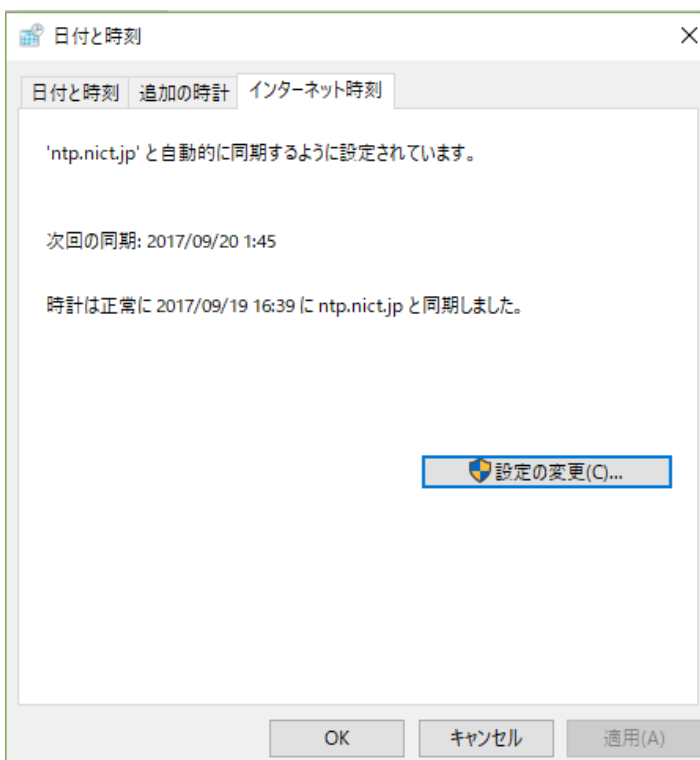 日付と時刻
日付と時刻 追加の時計 インターネット時刻
'ntp.nict.jp' と自動的に同期するように設定されています。
次回の同期: 2017/09/20 1:45
時計は正常に 2017/09/19 16:39 に ntp.nict.jp と同期しました。
設定の変更(C)...
OK キャンセル 適用(A)